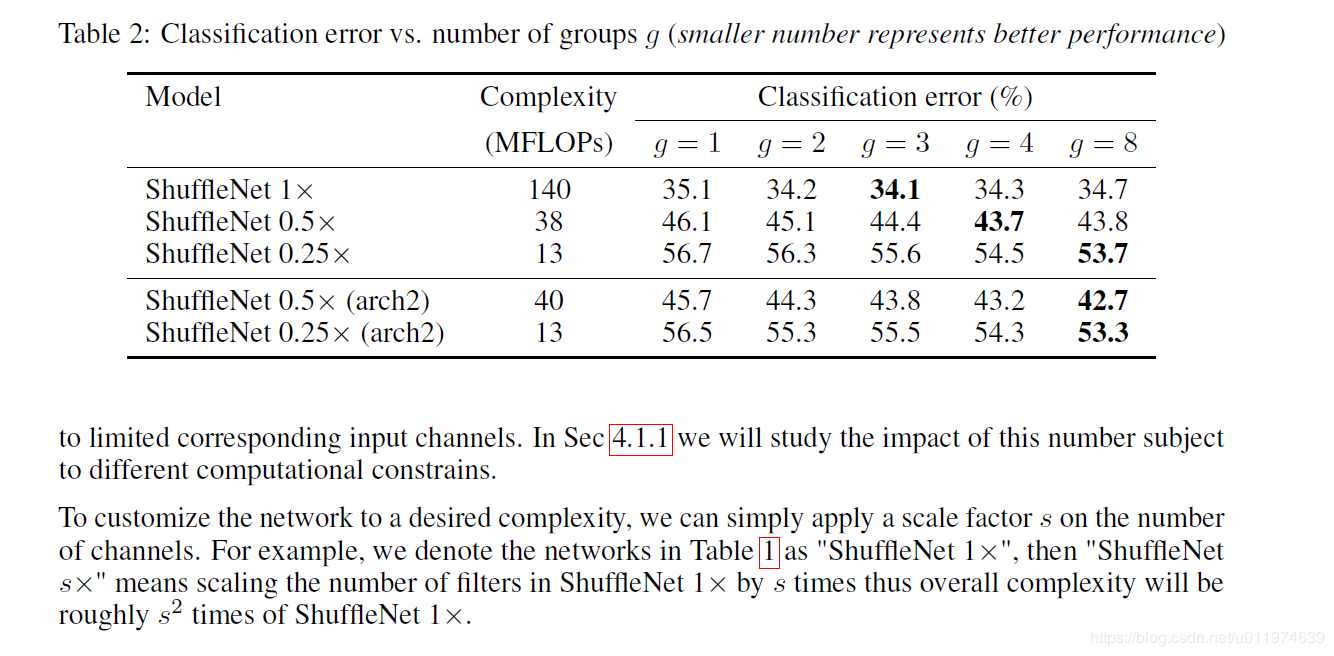 Table 2: Classification error vs. number of groups g (smaller number represents better performance)
Model Complexity Classification error (%)
(MFLOPs) g = 1 g = 2 g = 3 g = 4 g = 8
ShuffleNet 1× 140 35.1 34.2 34.1 34.3 34.7
ShuffleNet 0.5× 38 46.1 45.1 44.4 43.7 43.8
ShuffleNet 0.25× 13 56.7 56.3 55.6 54.5 53.7
ShuffleNet 0.5× (arch2) 40 45.7 44.3 43.8 43.2 42.7
ShuffleNet 0.25× (arch2) 13 56.5 55.3 55.5 54.3 53.3
to limited corresponding input channels. In Sec 4.1.1 we will study the impact of this number subject
to different computational constrains.
To customize the network to a desired complexity, we can simply apply a scale factor s on the number
of channels. For example, we denote the networks in Table 1 as "ShuffleNet 1×", then "ShuffleNet
s×" means scaling the number of filters in ShuffleNet 1× by s times thus overall complexity will be
roughly s² times of ShuffleNet 1×.
https://blog.csdn.net/u011974639